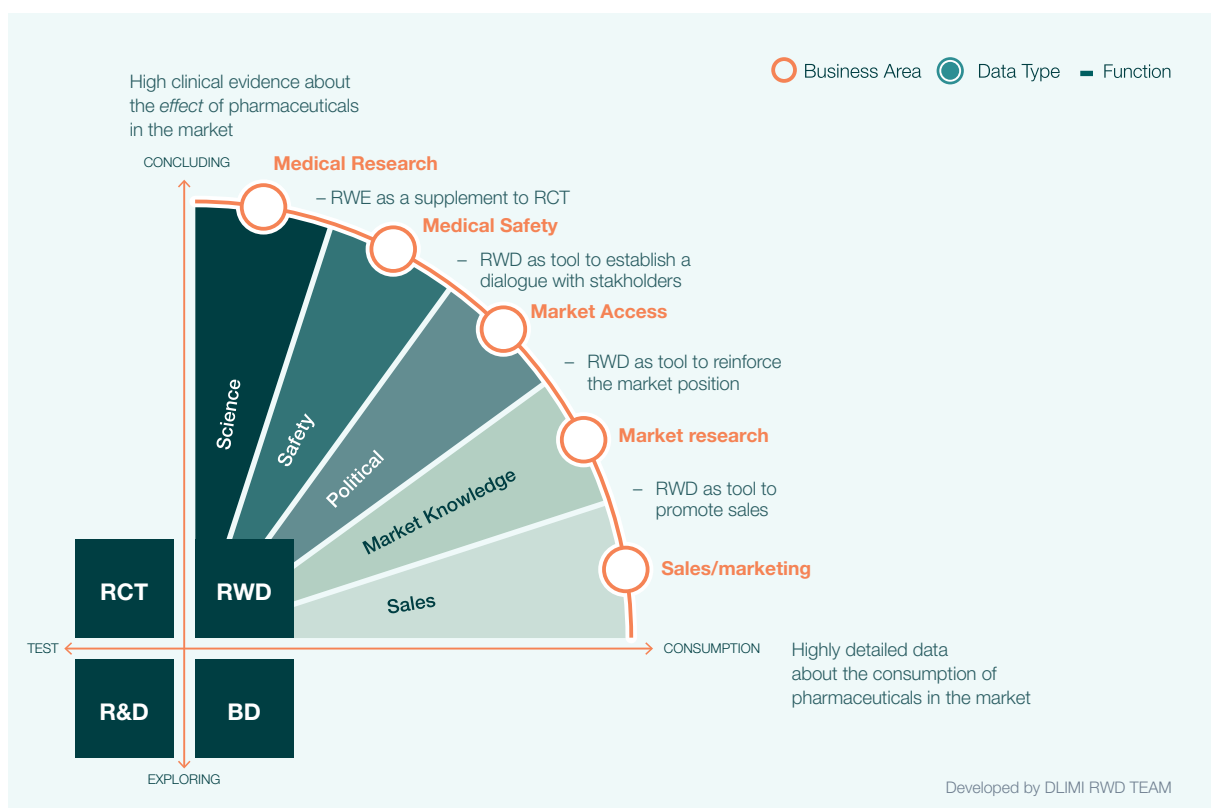 High clinical evidence about
the effect of pharmaceuticals
in the market
Business Area
Data Type
Function
CONCLUDING
Medical Research
– RWE as a supplement to RCT
Medical Safety
– RWD as tool to establish a
dialogue with stakholders
Market Access
– RWD as tool to reinforce
the market position
Market research
– RWD as tool to
promote sales
Sales/marketing
Science
Safety
Political
Market Knowledge
Sales
RCT
RWD
TEST
CONSUMPTION
Highly detailed data
about the consumption of
pharmaceuticals in the market
R&D
BD
EXPLORING
Developed by DLIMI RWD TEAM